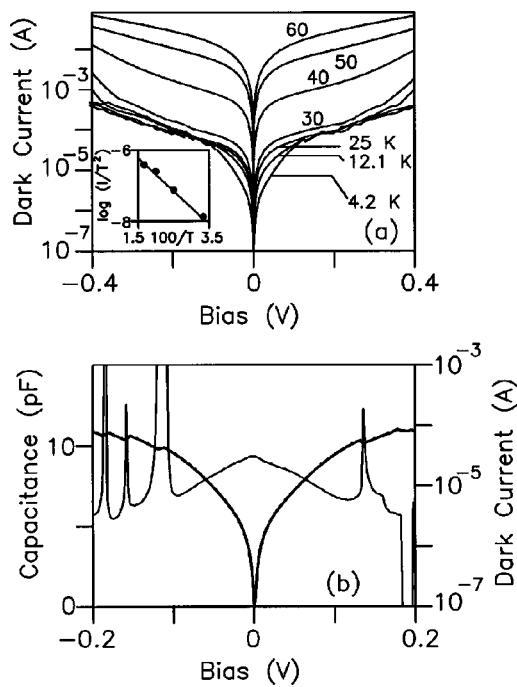 (a)
Dark Current (A)
10⁻³
10⁻⁵
10⁻⁷
60
50
40
30
25 K
12.1 K
4.2 K
log (I/T²)
-6
-8
1.5 100/T 3.5
-0.4 0 0.4
Bias (V)
Capacitance (pF)
10
0
10⁻³
10⁻⁵
10⁻⁷
Dark Current (A)
(b)
-0.2 0 0.2
Bias (V)